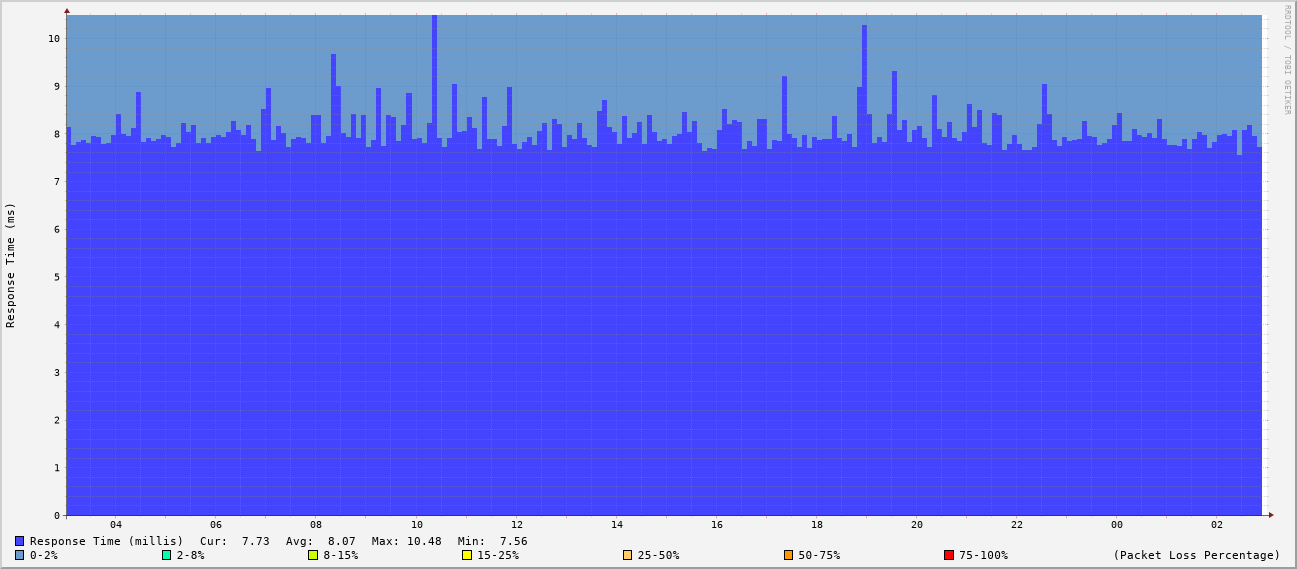 RRDTOOL / TOBI OETIKER
Response Time (ms)
10
9
8
7
6
5
4
3
2
1
0
04 06 08 10 12 14 16 18 20 22 00 02
Response Time (millis) Cur: 7.73 Avg: 8.07 Max: 10.48 Min: 7.56
0-2% 2-8% 8-15% 15-25% 25-50% 50-75% 75-100% (Packet Loss Percentage)